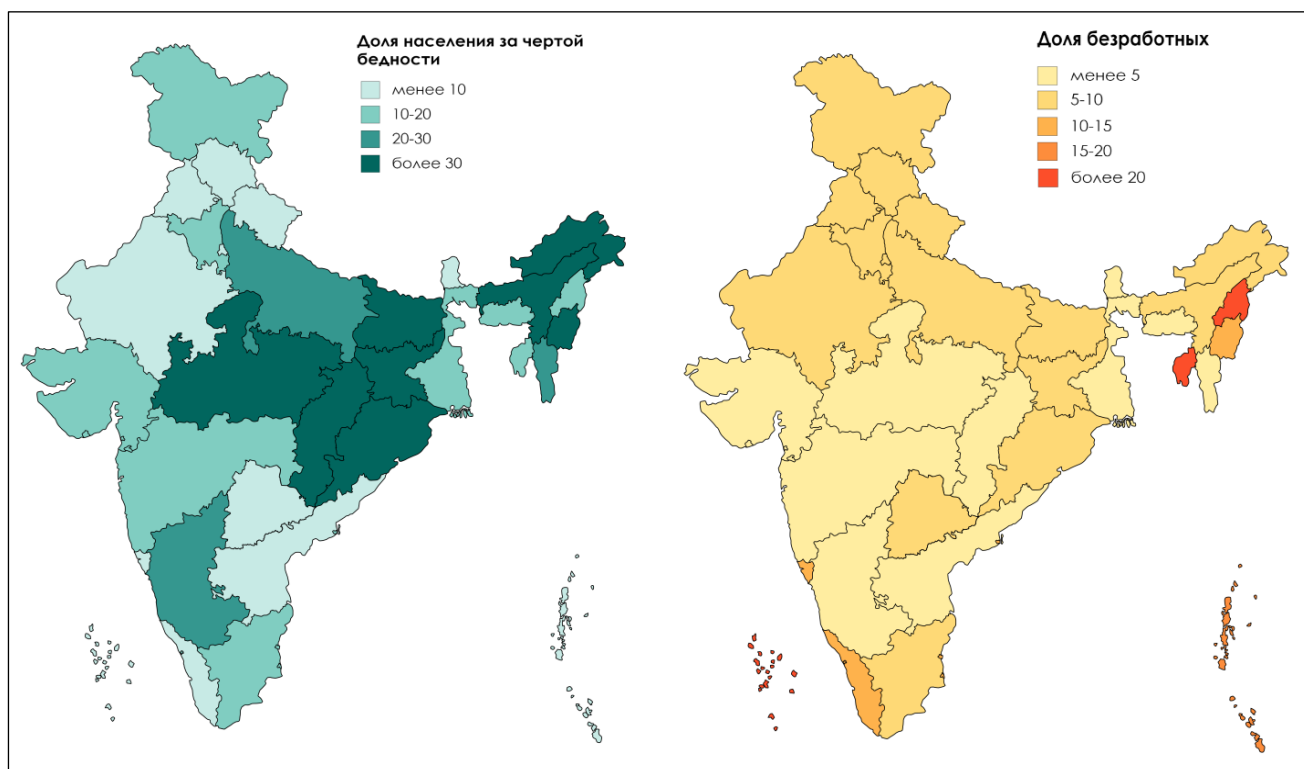 Доля населения за чертой
бедности
менее 10
10-20
20-30
более 30
Доля безработных
менее 5
5-10
10-15
15-20
более 20